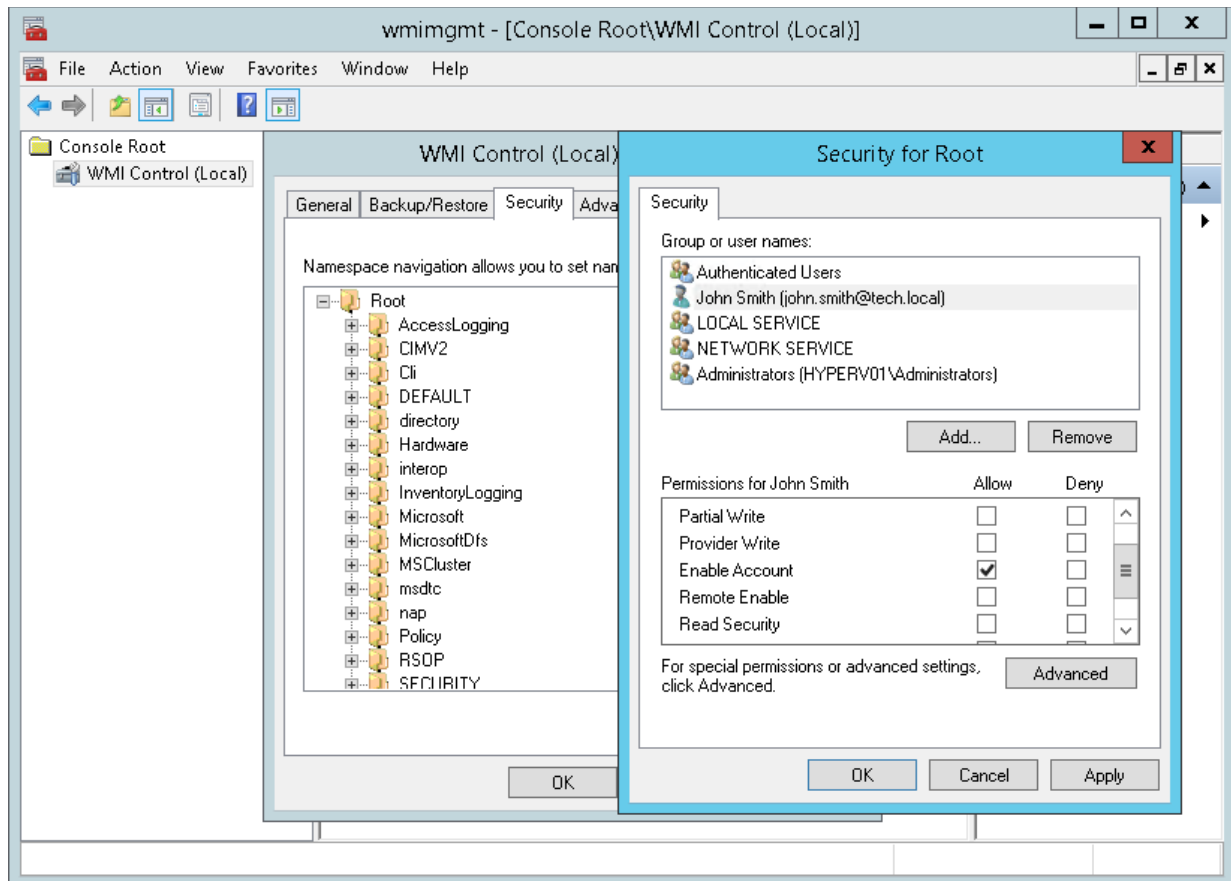 wmimgmt - [Console Root\WMI Control (Local)]
File Action View Favorites Window Help
Console Root
WMI Control (Local)
WMI Control (Local)
General Backup/Restore Security Adva
Namespace navigation allows you to set nam
Root
AccessLogging
CIMV2
Cli
DEFAULT
directory
Hardware
interop
InventoryLogging
Microsoft
MicrosoftDfs
MSCluster
msdtc
nap
Policy
RSOP
SECURITY
OK
Security for Root
x
Security
Group or user names:
Authenticated Users
John Smith (john.smith@tech.local)
LOCAL SERVICE
NETWORK SERVICE
Administrators (HYPERV01\Administrators)
Add... Remove
Permissions for John Smith Allow Deny
Partial Write
Provider Write
Enable Account
Remote Enable
Read Security
For special permissions or advanced settings,
click Advanced.
Advanced
OK Cancel Apply